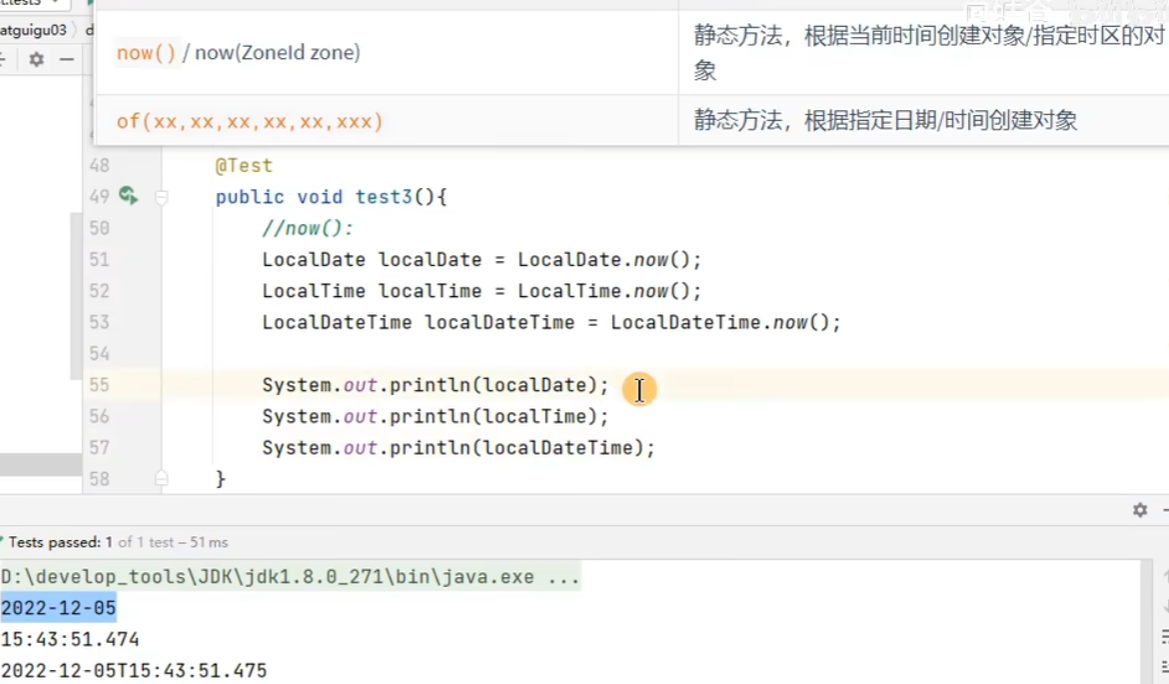 atguigu03
now() / now(ZoneId zone)
静态方法，根据当前时间创建对象/指定时区的对
象
of(xx,xx,xx,xx,xx,xxx)
静态方法，根据指定日期/时间创建对象
48 @Test
49 public void test3(){
50 //now():
51 LocalDate localDate = LocalDate.now();
52 LocalTime localTime = LocalTime.now();
53 LocalDateTime localDateTime = LocalDateTime.now();
54
55 System.out.println(localDate);
56 System.out.println(localTime);
57 System.out.println(localDateTime);
58 }
Tests passed: 1 of 1 test – 51 ms
D:\develop_tools\JDK\jdk1.8.0_271\bin\java.exe ...
2022-12-05
15:43:51.474
2022-12-05T15:43:51.475